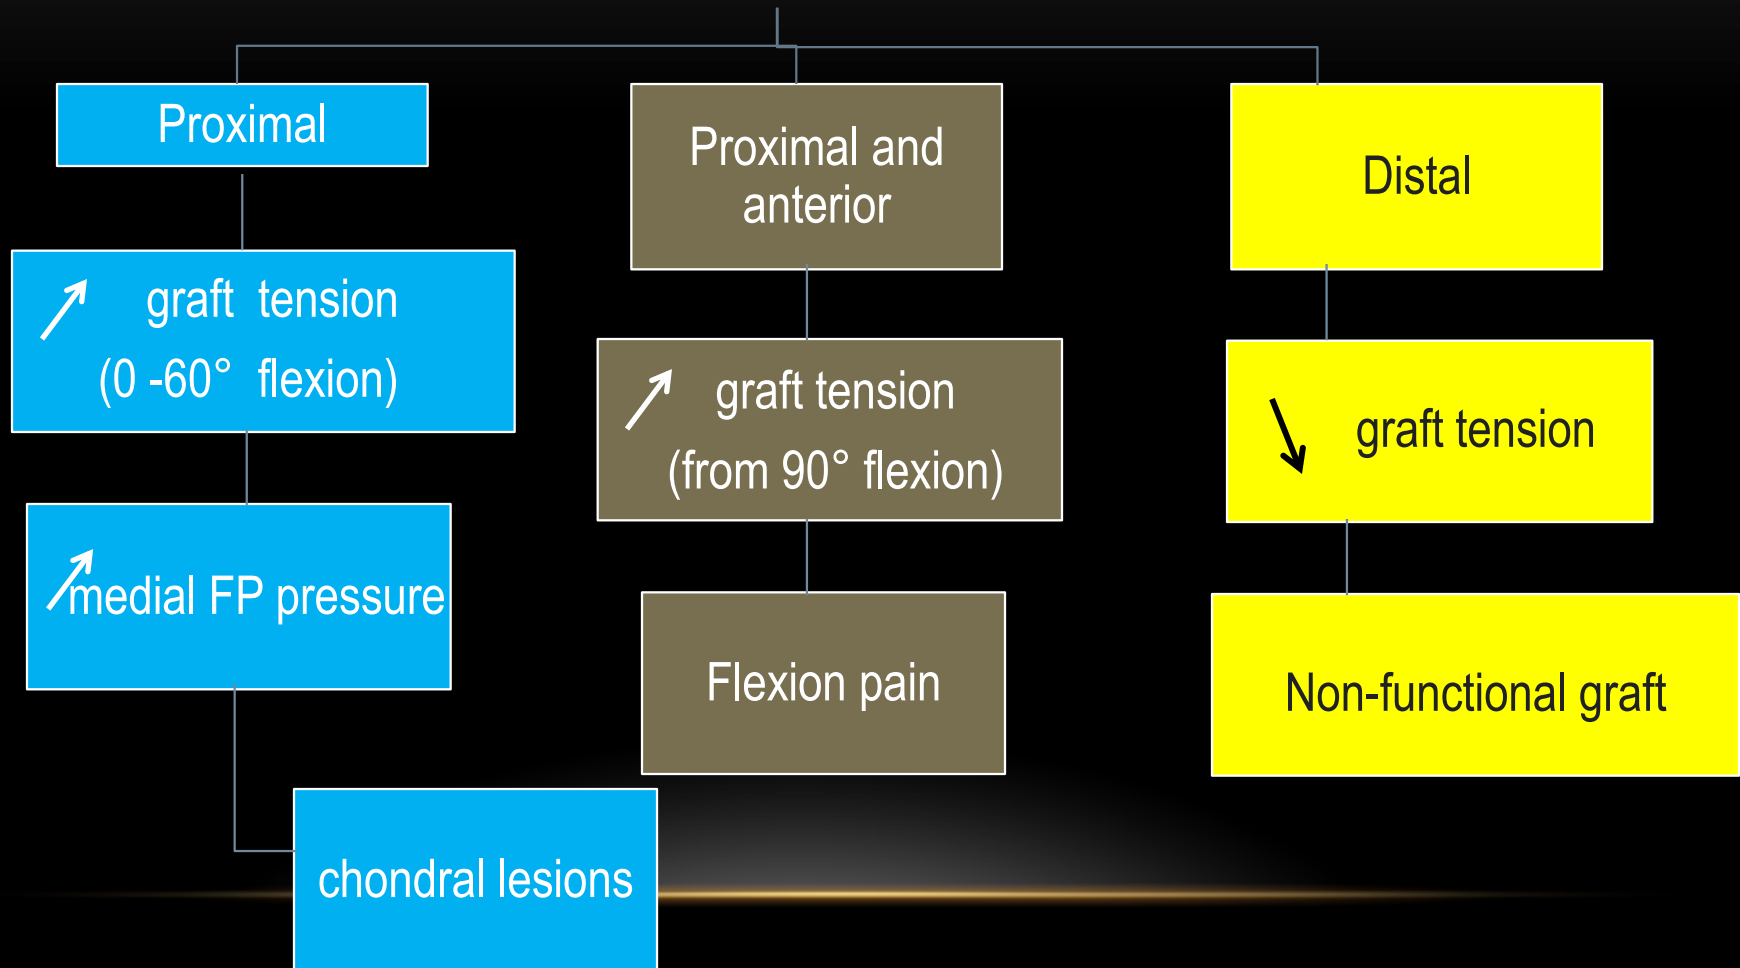 Proximal
graft tension
(0 -60° flexion)
medial FP pressure
chondral lesions
Proximal and
anterior
graft tension
(from 90° flexion)
Flexion pain
Distal
graft tension
Non-functional graft